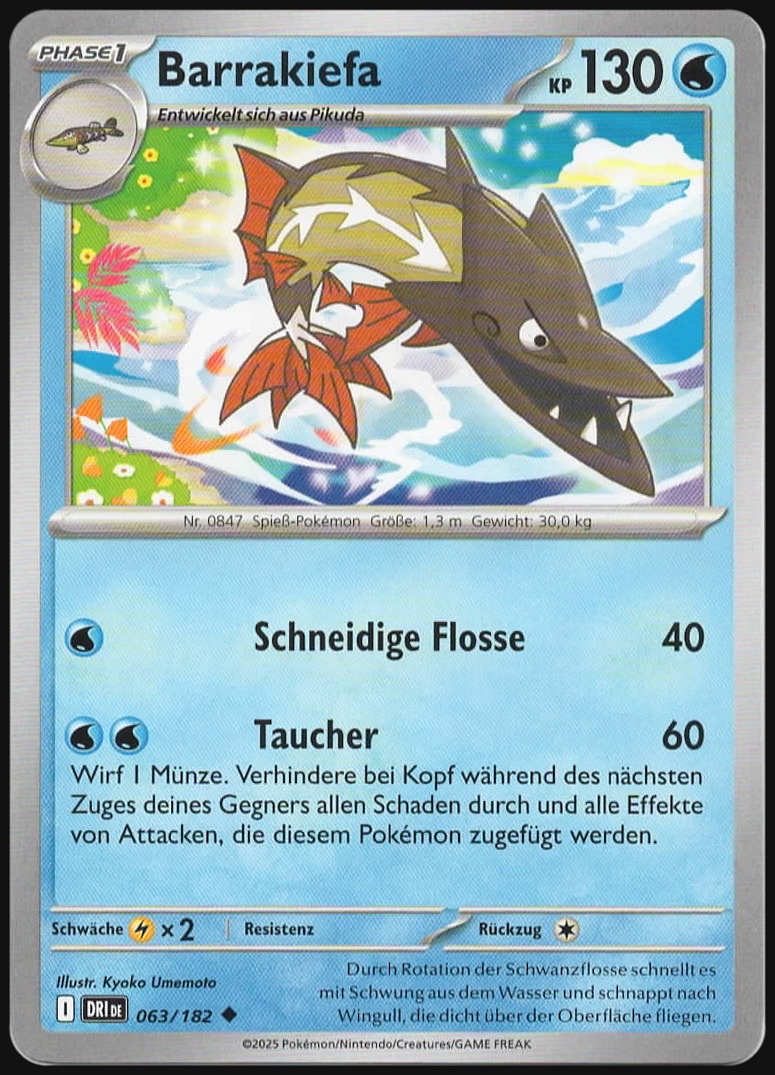 PHASE 1
Barrakiefa
KP 130
Entwickelt sich aus Pikuda
Nr. 0847 Spieß-Pokémon Größe: 1,3 m Gewicht: 30,0 kg
Schneidige Flosse 40
Taucher 60
Wirf 1 Münze. Verhindere bei Kopf während des nächsten
Zuges deines Gegners allen Schaden durch und alle Effekte
von Attacken, die diesem Pokémon zugefügt werden.
Schwäche x2 Resistenz Rückzug
Illustr. Kyoko Umemoto
I DRI DE 063/182
Durch Rotation der Schwanzflosse schnellt es
mit Schwung aus dem Wasser und schnappt nach
Wingull, die dicht über der Oberfläche fliegen.
©2025 Pokémon/Nintendo/Creatures/GAME FREAK